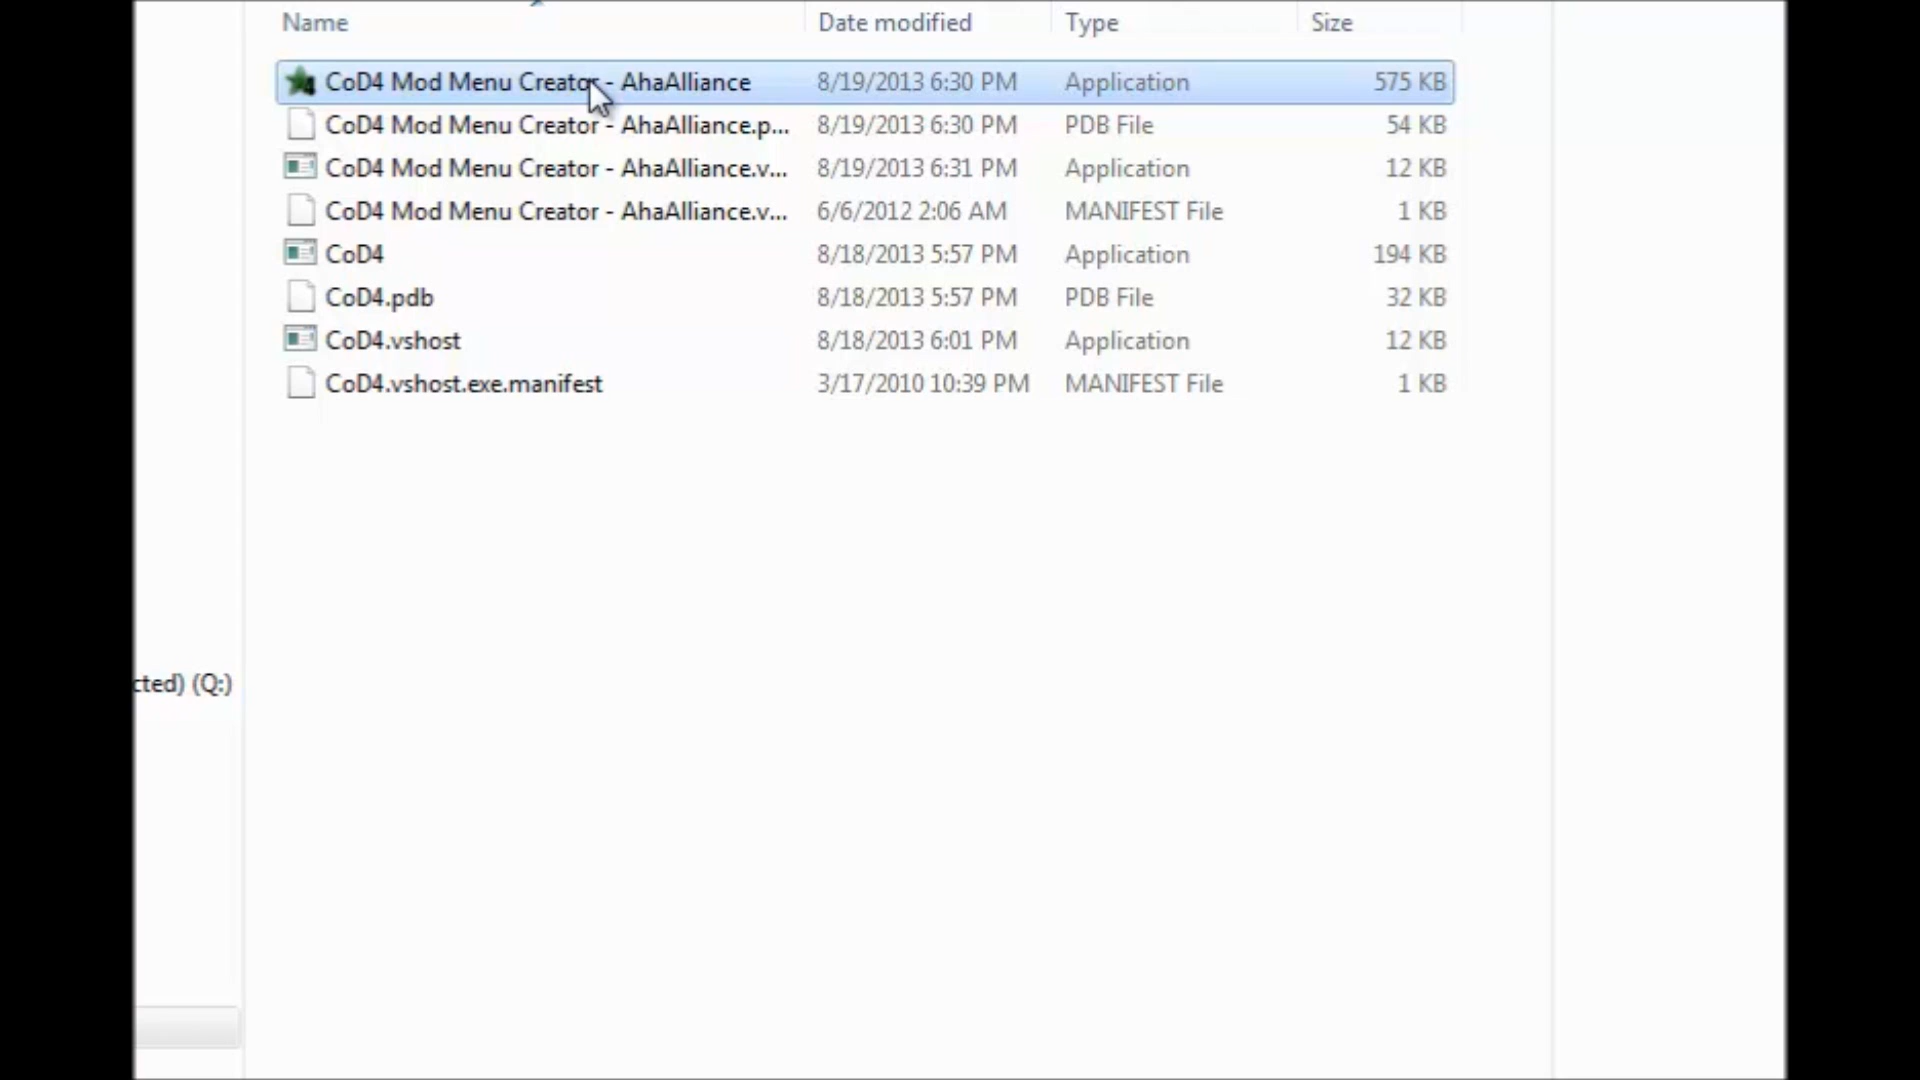 Name Date modified Type Size
CoD4 Mod Menu Creator - AhaAlliance 8/19/2013 6:30 PM Application 575 KB
CoD4 Mod Menu Creator - AhaAlliance.p... 8/19/2013 6:30 PM PDB File 54 KB
CoD4 Mod Menu Creator - AhaAlliance.v... 8/19/2013 6:31 PM Application 12 KB
CoD4 Mod Menu Creator - AhaAlliance.v... 6/6/2012 2:06 AM MANIFEST File 1 KB
CoD4 8/18/2013 5:57 PM Application 194 KB
CoD4.pdb 8/18/2013 5:57 PM PDB File 32 KB
CoD4.vshost 8/18/2013 6:01 PM Application 12 KB
CoD4.vshost.exe.manifest 3/17/2010 10:39 PM MANIFEST File 1 KB
cted) (Q:)